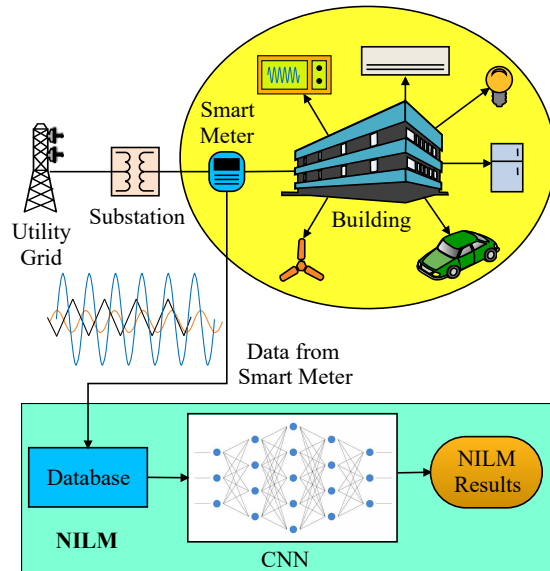 Smart
Meter
Utility
Grid
Substation
Building
Data from
Smart Meter
Database
NILM
Results
NILM
CNN